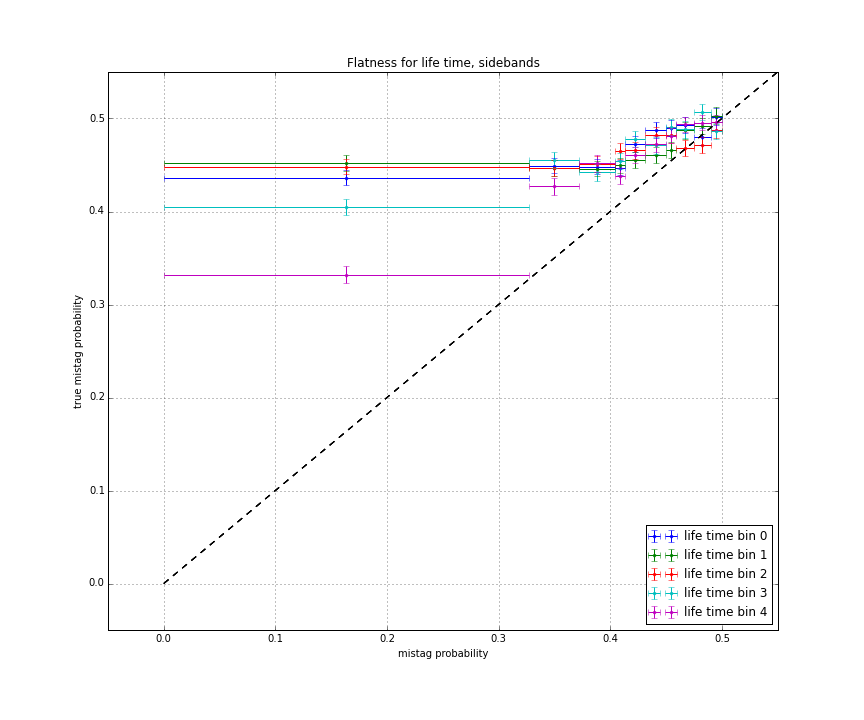 Flatness for life time, sidebands
true mistag probability
0.5
0.4
0.3
0.2
0.1
0.0
0.0 0.1 0.2 0.3 0.4 0.5
mistag probability
life time bin 0
life time bin 1
life time bin 2
life time bin 3
life time bin 4